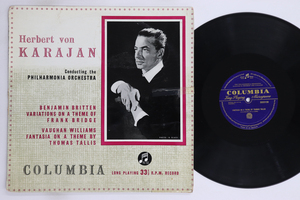 Herbert von
KARAJAN
Conducting the
PHILHARMONIA ORCHESTRA
BENJAMIN BRITTEN
VARIATIONS ON A THEME OF
FRANK BRIDGE
VAUGHAN WILLIAMS
FANTASIA ON A THEME BY
THOMAS TALLIS
COLUMBIA
LONG PLAYING 33⅓ R.P.M. RECORD
COLUMBIA